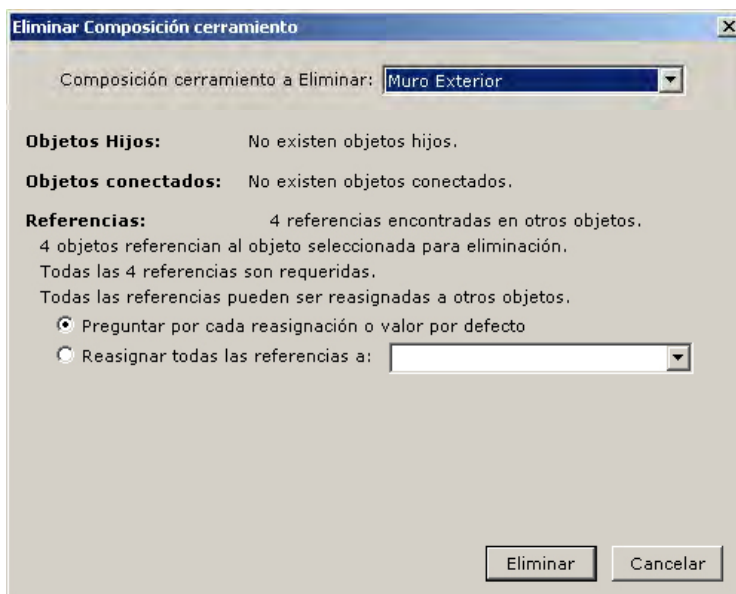 Eliminar Composición cerramiento
Composición cerramiento a Eliminar: Muro Exterior
Objetos Hijos: No existen objetos hijos.
Objetos conectados: No existen objetos conectados.
Referencias: 4 referencias encontradas en otros objetos.
4 objetos referencian al objeto seleccionada para eliminación.
Todas las 4 referencias son requeridas.
Todas las referencias pueden ser reasignadas a otros objetos.
Preguntar por cada reasignación o valor por defecto
Reasignar todas las referencias a:
Eliminar Cancelar